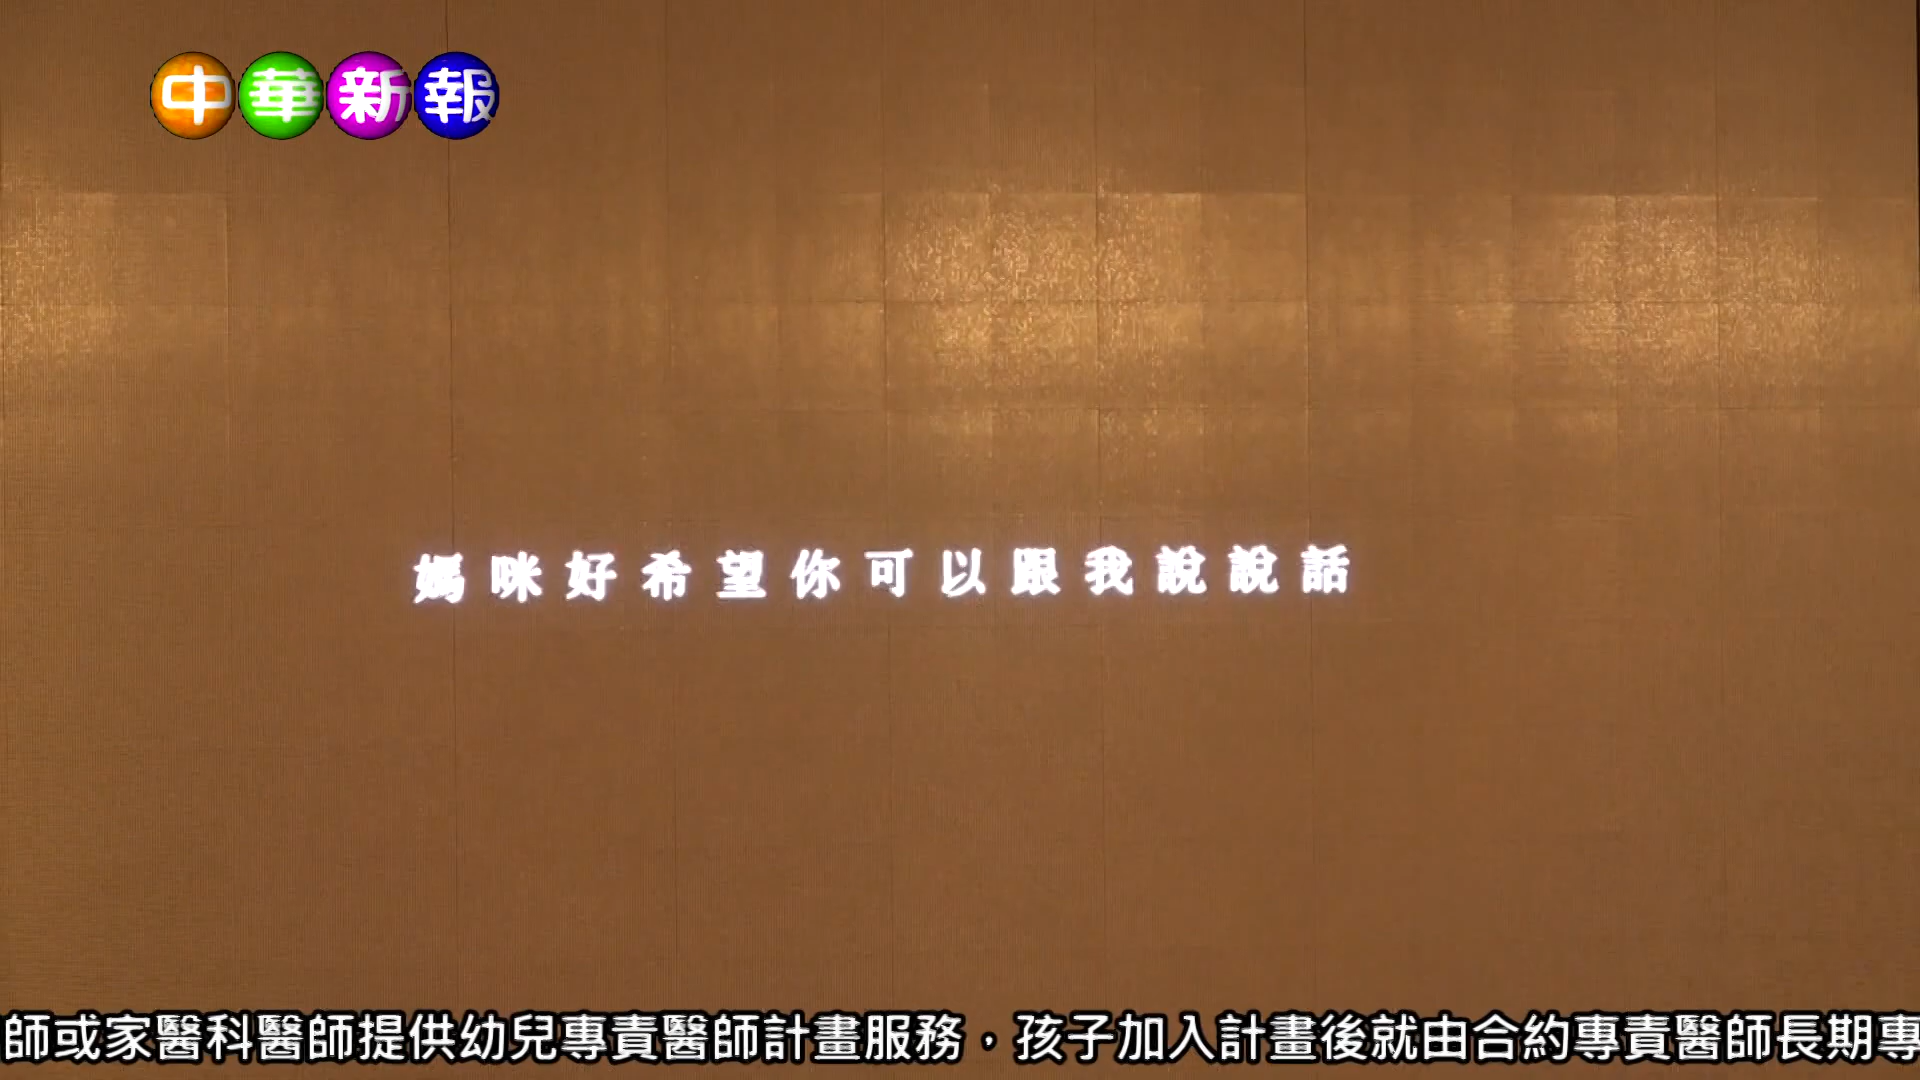 中華新報
媽咪好希望你可以跟我說說話
師或家醫科醫師提供幼兒專責醫師計畫服務，孩子加入計畫後就由合約專責醫師長期專